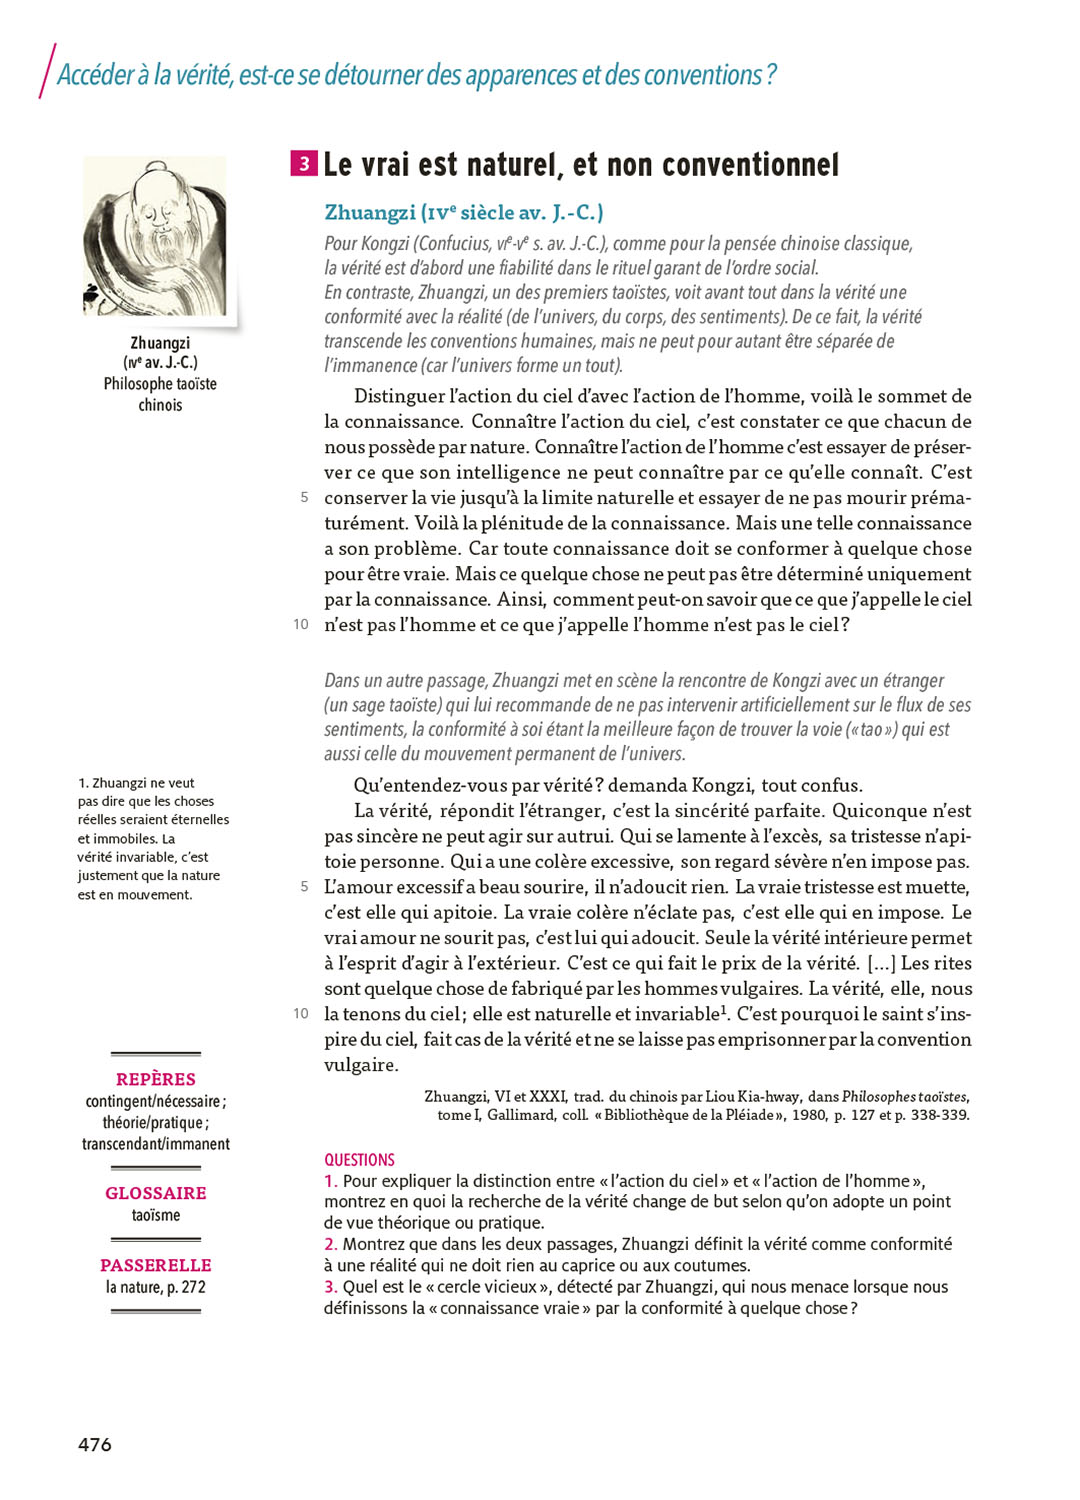 Accéder à la vérité, est-ce se détourner des apparences et des conventions ?
3 Le vrai est naturel, et non conventionnel
Zhuangzi (IVe siècle av. J.-C.)
Pour Kongzi (Confucius, VIe-Ve s. av. J.-C.), comme pour la pensée chinoise classique,
la vérité est d’abord une fiabilité dans le rituel garant de l’ordre social.
En contraste, Zhuangzi, un des premiers taoïstes, voit avant tout dans la vérité une
conformité avec la réalité (de l’univers, du corps, des sentiments). De ce fait, la vérité
transcende les conventions humaines, mais ne peut pour autant être séparée de
l’immanence (car l’univers forme un tout).
Zhuangzi
(IVe av. J.-C.)
Philosophe taoïste
chinois
Distinguer l’action du ciel d’avec l’action de l’homme, voilà le sommet de
la connaissance. Connaître l’action du ciel, c’est constater ce que chacun de
nous possède par nature. Connaître l’action de l’homme c’est essayer de préser-
ver ce que son intelligence ne peut connaître par ce qu’elle connaît. C’est
5 conserver la vie jusqu’à la limite naturelle et essayer de ne pas mourir préma-
turément. Voilà la plénitude de la connaissance. Mais une telle connaissance
a son problème. Car toute connaissance doit se conformer à quelque chose
pour être vraie. Mais ce quelque chose ne peut pas être déterminé uniquement
par la connaissance. Ainsi, comment peut-on savoir que ce que j’appelle le ciel
10 n’est pas l’homme et ce que j’appelle l’homme n’est pas le ciel ?
Dans un autre passage, Zhuangzi met en scène la rencontre de Kongzi avec un étranger
(un sage taoïste) qui lui recommande de ne pas intervenir artificiellement sur le flux de ses
sentiments, la conformité à soi étant la meilleure façon de trouver la voie (« tao ») qui est
aussi celle du mouvement permanent de l’univers.
Qu’entendez-vous par vérité ? demanda Kongzi, tout confus.
La vérité, répondit l’étranger, c’est la sincérité parfaite. Quiconque n’est
pas sincère ne peut agir sur autrui. Qui se lamente à l’excès, sa tristesse n’api-
toie personne. Qui a une colère excessive, son regard sévère n’en impose pas.
5 L’amour excessif a beau sourire, il n’adoucit rien. La vraie tristesse est muette,
c’est elle qui apitoie. La vraie colère n’éclate pas, c’est elle qui en impose. Le
vrai amour ne sourit pas, c’est lui qui adoucit. Seule la vérité intérieure permet
à l’esprit d’agir à l’extérieur. C’est ce qui fait le prix de la vérité. [...] Les rites
sont quelque chose de fabriqué par les hommes vulgaires. La vérité, elle, nous
10 la tenons du ciel ; elle est naturelle et invariable1. C’est pourquoi le saint s’ins-
pire du ciel, fait cas de la vérité et ne se laisse pas emprisonner par la convention
vulgaire.
Zhuangzi, VI et XXXI, trad. du chinois par Liou Kia-hway, dans Philosophes taoïstes,
tome I, Gallimard, coll. « Bibliothèque de la Pléiade », 1980, p. 127 et p. 338-339.
1. Zhuangzi ne veut
pas dire que les choses
réelles seraient éternelles
et immobiles. La
vérité invariable, c’est
justement que la nature
est en mouvement.
REPÈRES
contingent/nécessaire ;
théorie/pratique ;
transcendant/immanent
GLOSSAIRE
taoïsme
PASSERELLE
la nature, p. 272
QUESTIONS
1. Pour expliquer la distinction entre « l’action du ciel » et « l’action de l’homme »,
montrez en quoi la recherche de la vérité change de but selon qu’on adopte un point
de vue théorique ou pratique.
2. Montrez que dans les deux passages, Zhuangzi définit la vérité comme conformité
à une réalité qui ne doit rien au caprice ou aux coutumes.
3. Quel est le « cercle vicieux », détecté par Zhuangzi, qui nous menace lorsque nous
définissons la « connaissance vraie » par la conformité à quelque chose ?
476